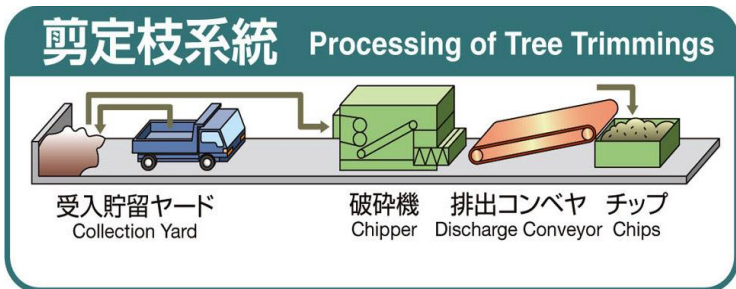 剪定枝系統 Processing of Tree Trimmings
受入貯留ヤード
Collection Yard
破砕機
Chipper
排出コンベヤ
Discharge Conveyor
チップ
Chips